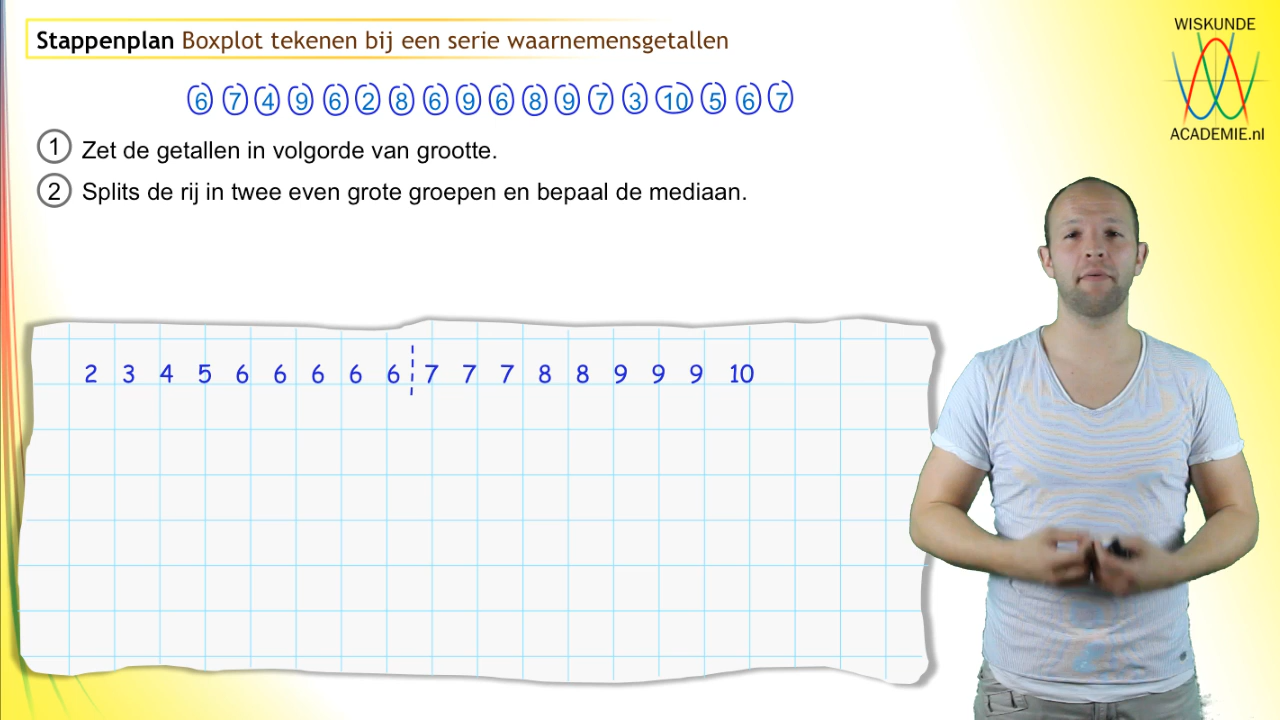 Stappenplan Boxplot tekenen bij een serie waarnemensgetallen
WISKUNDE
ACADEMIE.nl
6 7 4 9 6 2 8 6 9 6 8 9 7 3 10 5 6 7
1 Zet de getallen in volgorde van grootte.
2 Splits de rij in twee even grote groepen en bepaal de mediaan.
2 3 4 5 6 6 6 6 6 7 7 7 8 8 9 9 9 10